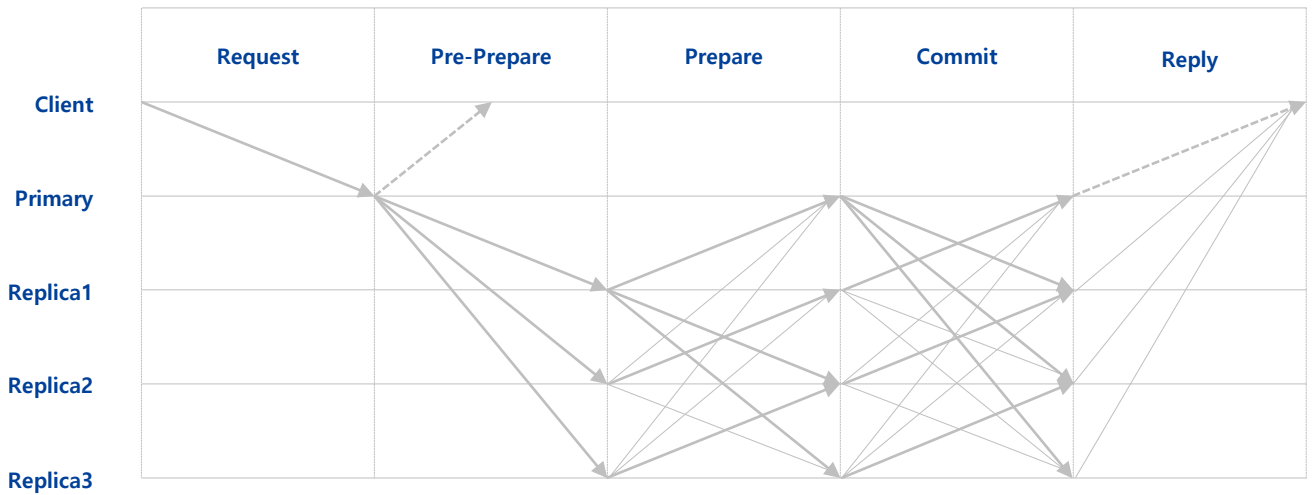 Request Pre-Prepare Prepare Commit Reply
Client
Primary
Replica1
Replica2
Replica3